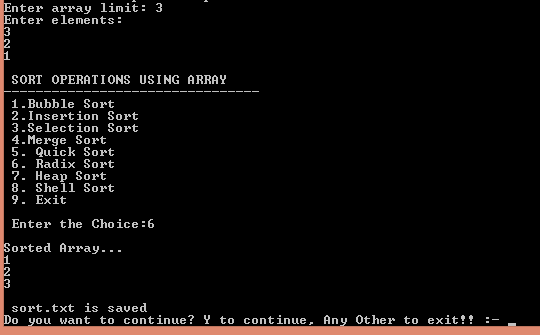 Enter array limit: 3
Enter elements:
3
2
1
SORT OPERATIONS USING ARRAY
--------------------------------
1.Bubble Sort
2.Insertion Sort
3.Selection Sort
4.Merge Sort
5. Quick Sort
6. Radix Sort
7. Heap Sort
8. Shell Sort
9. Exit
Enter the Choice:6
Sorted Array...
1
2
3
sort.txt is saved
Do you want to continue? Y to continue, Any Other to exit!! :-